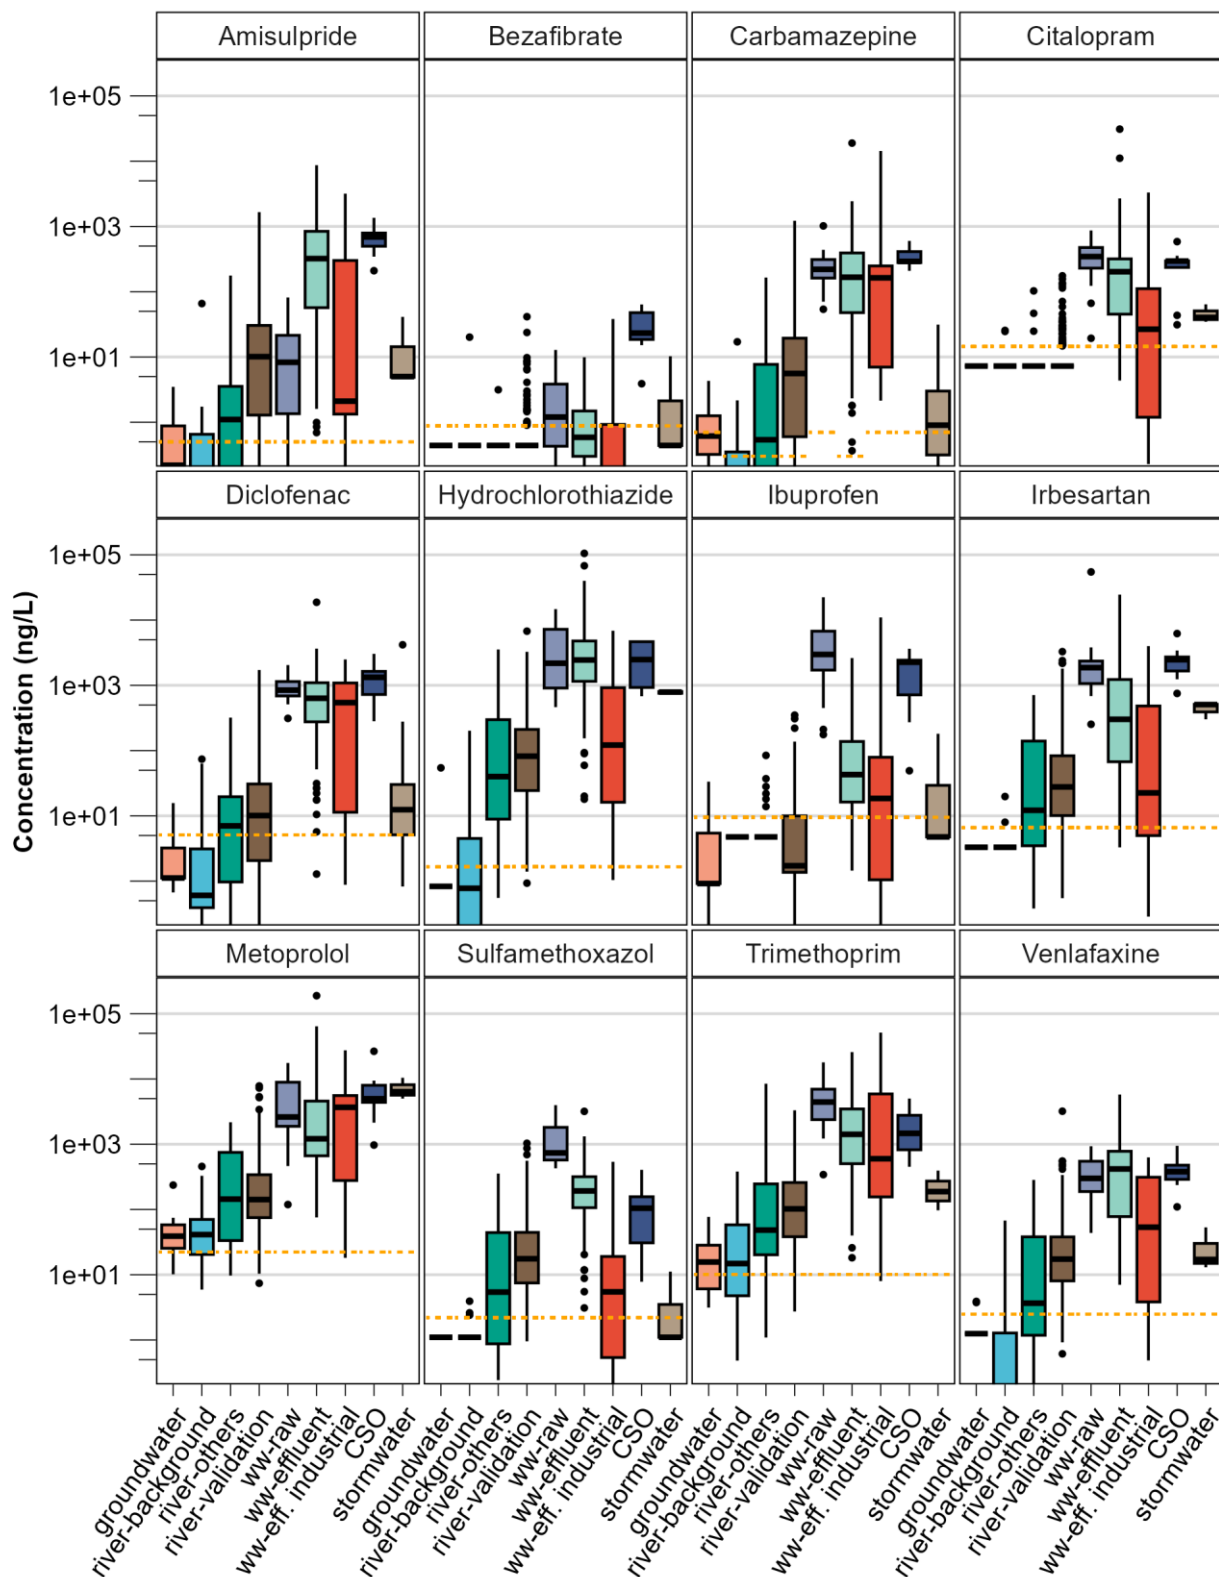 Amisulpride Bezafibrate Carbamazepine Citalopram
1e+05
1e+03
1e+01
Diclofenac Hydrochlorothiazide Ibuprofen Irbesartan
1e+05
1e+03
1e+01
Concentration (ng/L)
Metoprolol Sulfamethoxazol Trimethoprim Venlafaxine
1e+05
1e+03
1e+01
groundwater
river-background
river-others
river-validation
ww-raw
ww-effluent
ww-eff. industrial
CSO
stormwater
groundwater
river-background
river-others
river-validation
ww-raw
ww-effluent
ww-eff. industrial
CSO
stormwater
groundwater
river-background
river-others
river-validation
ww-raw
ww-effluent
ww-eff. industrial
CSO
stormwater
groundwater
river-background
river-others
river-validation
ww-raw
ww-effluent
ww-eff. industrial
CSO
stormwater